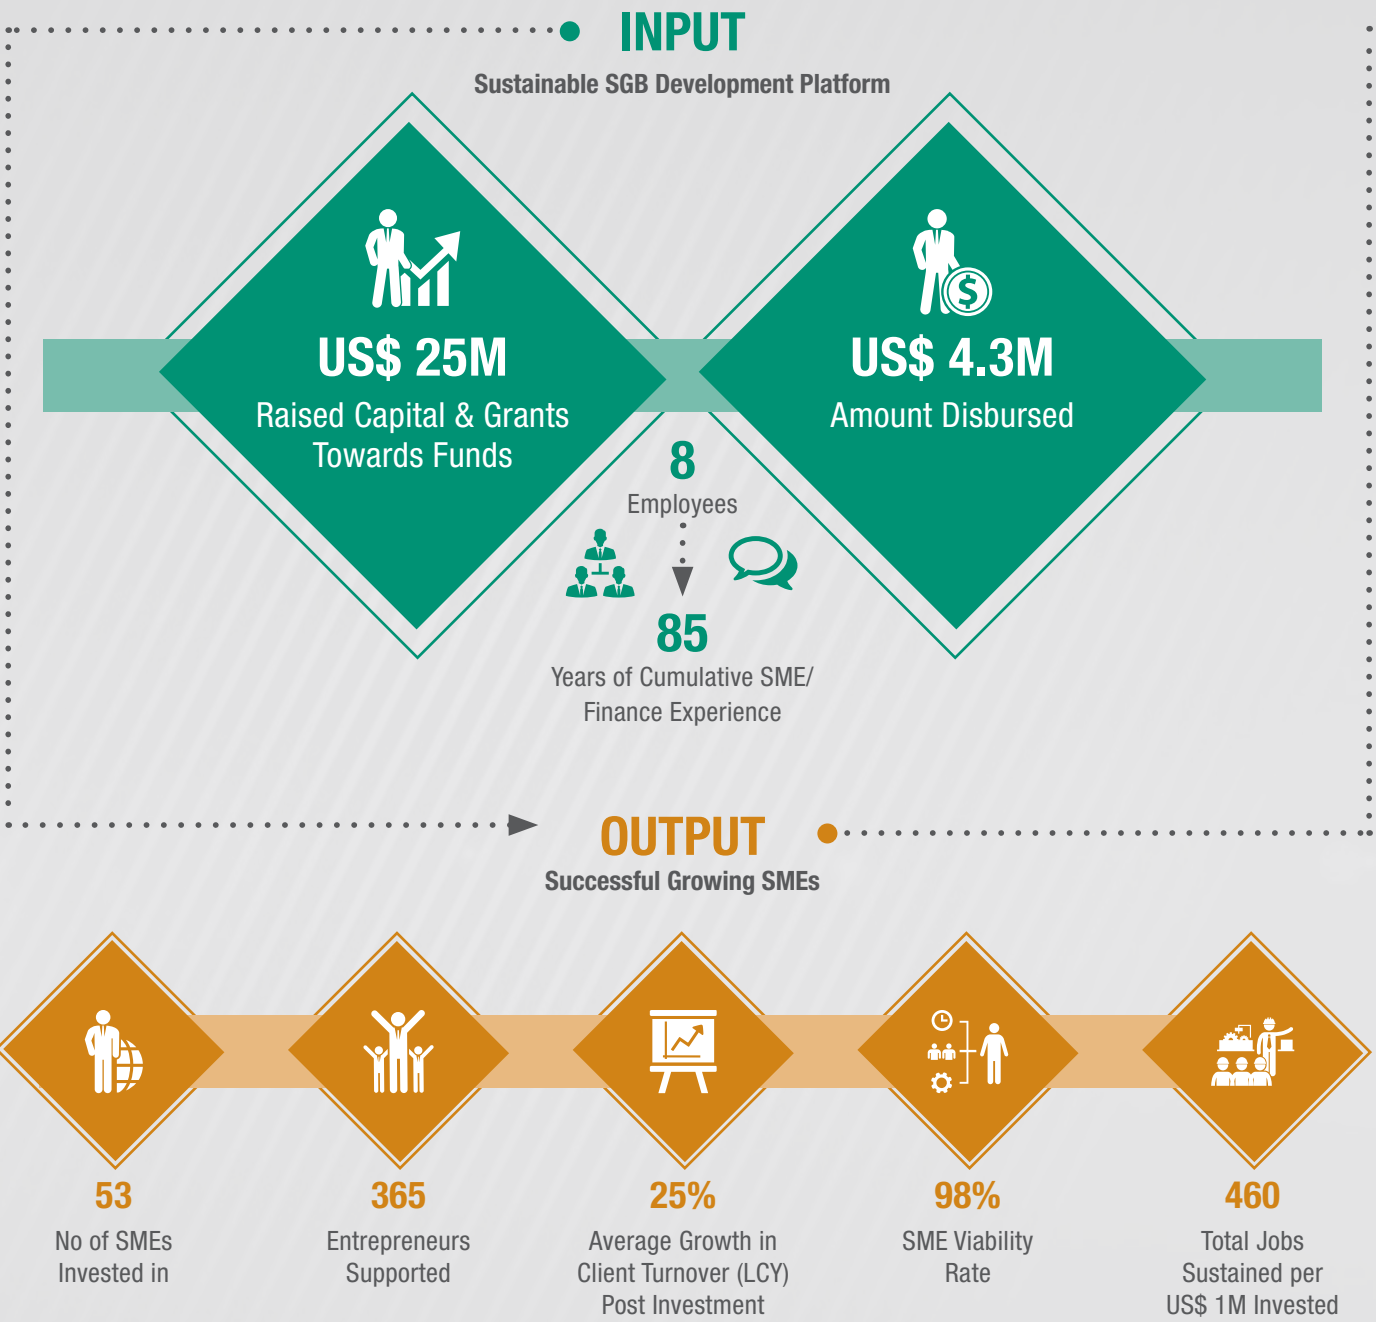 INPUT
Sustainable SGB Development Platform
US$ 25M
Raised Capital & Grants
Towards Funds
US$ 4.3M
Amount Disbursed
8
Employees
$
85
Years of Cumulative SME/
Finance Experience
OUTPUT
Successful Growing SMEs
53
No of SMEs
Invested in
365
Entrepreneurs
Supported
25%
Average Growth in
Client Turnover (LCY)
Post Investment
98%
SME Viability
Rate
460
Total Jobs
Sustained per
US$ 1M Invested